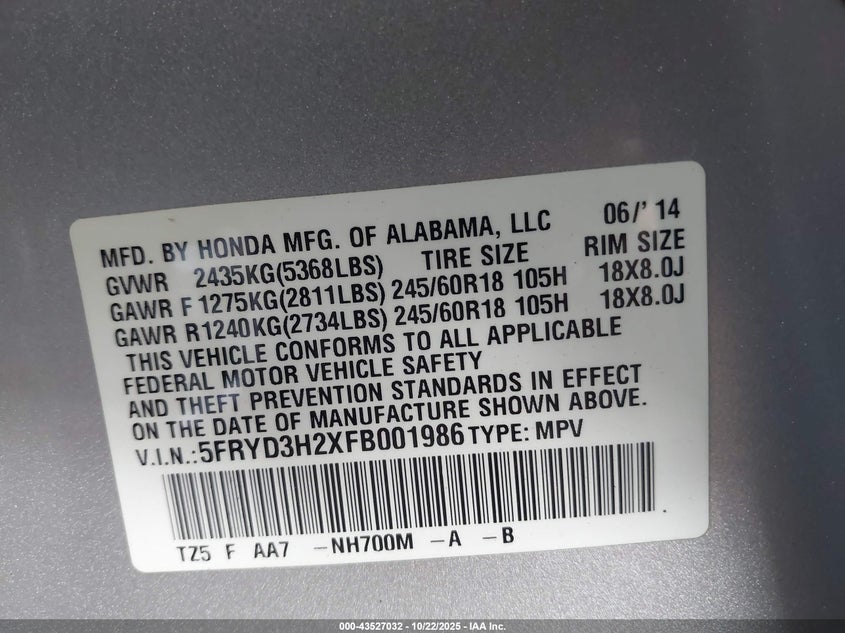 MFD. BY HONDA MFG. OF ALABAMA, LLC 06/' 14
GVWR 2435KG(5368LBS) TIRE SIZE RIM SIZE
GAWR F 1275KG(2811LBS) 245/60R18 105H 18X8.0J
GAWR R1240KG(2734LBS) 245/60R18 105H 18X8.0J
THIS VEHICLE CONFORMS TO ALL APPLICABLE
FEDERAL MOTOR VEHICLE SAFETY
AND THEFT PREVENTION STANDARDS IN EFFECT
ON THE DATE OF MANUFACTURE SHOWN ABOVE.
V.I.N.:5FRYD3H2XFB001986 TYPE: MPV
TZ5 F AA7 -NH700M -A -B
000-43527032 - 10/22/2025 - IAA Inc.